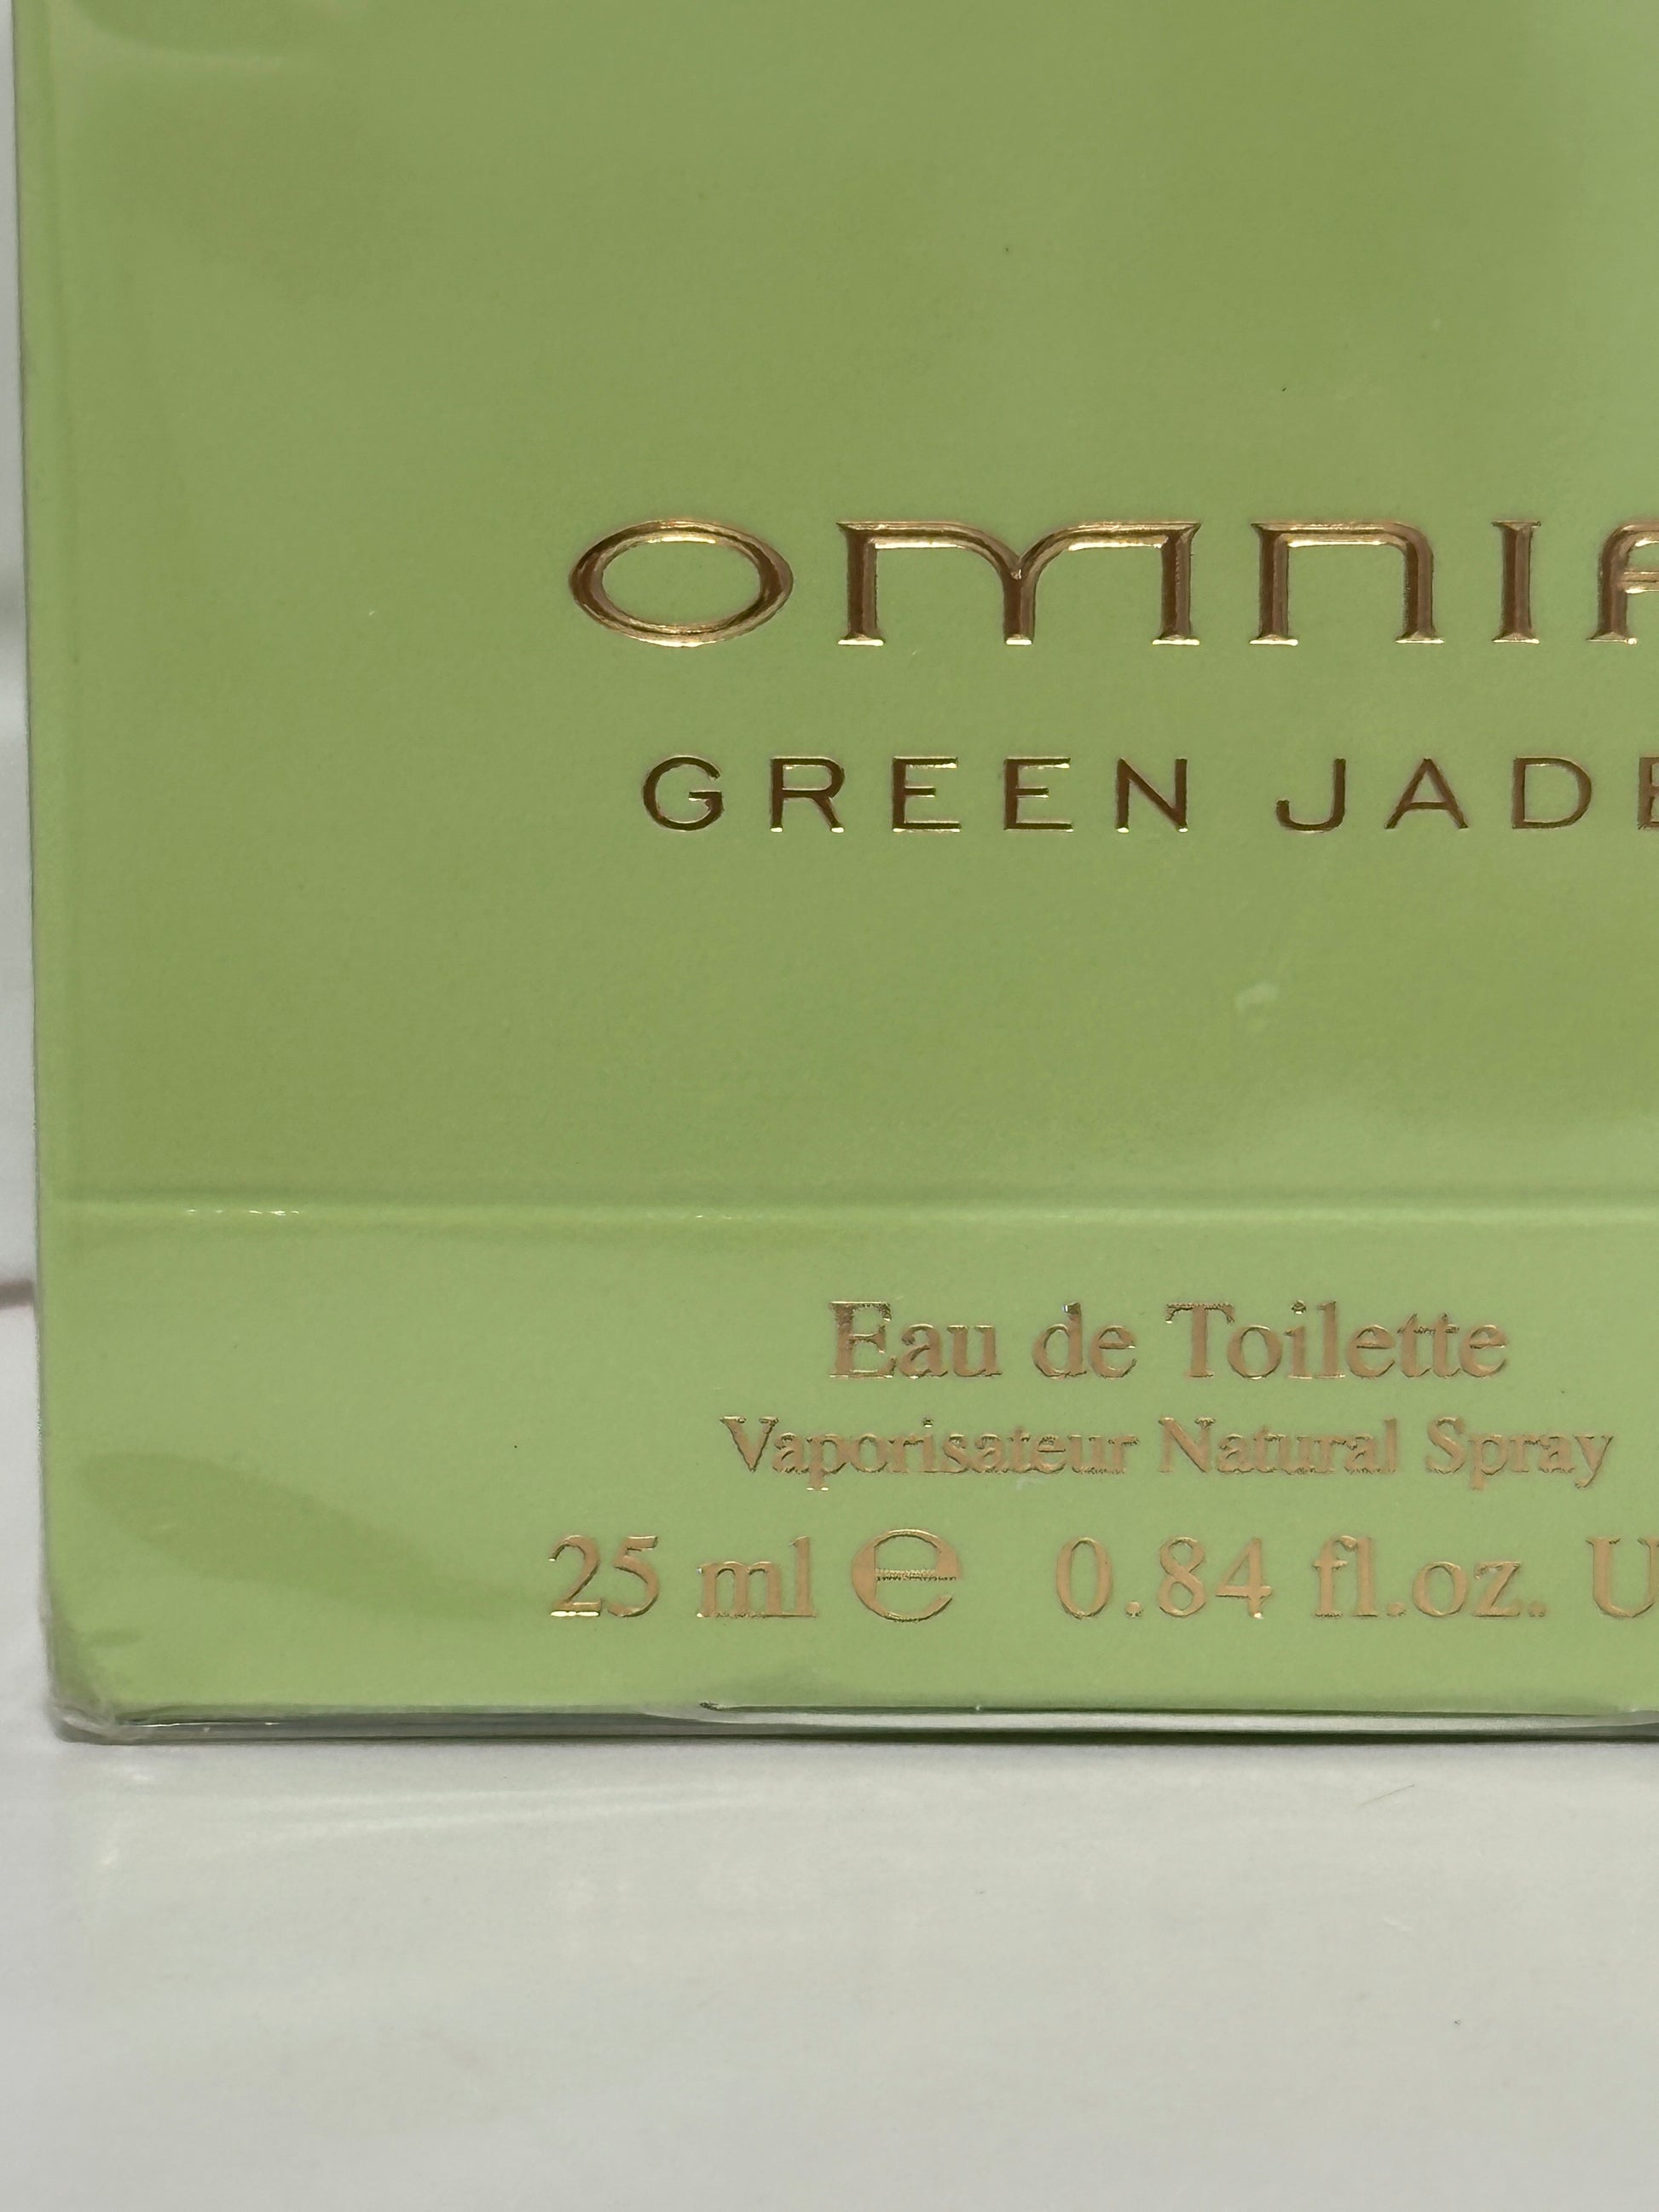 OMNIA
GREEN JADE
Eau de Toilette
Vaporisateur Natural Spray
25 ml ℮ 0.84 fl.oz. U